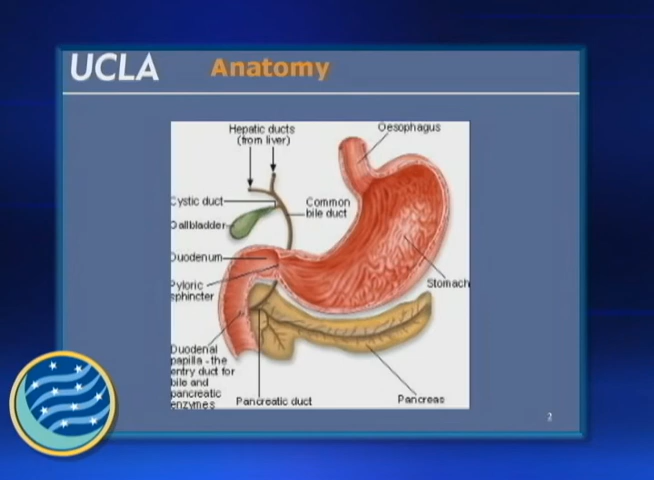 UCLA
Anatomy
Hepatic ducts
(from liver)
Oesophagus
Cystic duct
Common
bile duct
Gallbladder
Duodenum
Pyloric
sphincter
Stomach
Duodenal
papilla - the
entry duct for
bile and
pancreatic
enzymes
Pancreatic duct
Pancreas
2